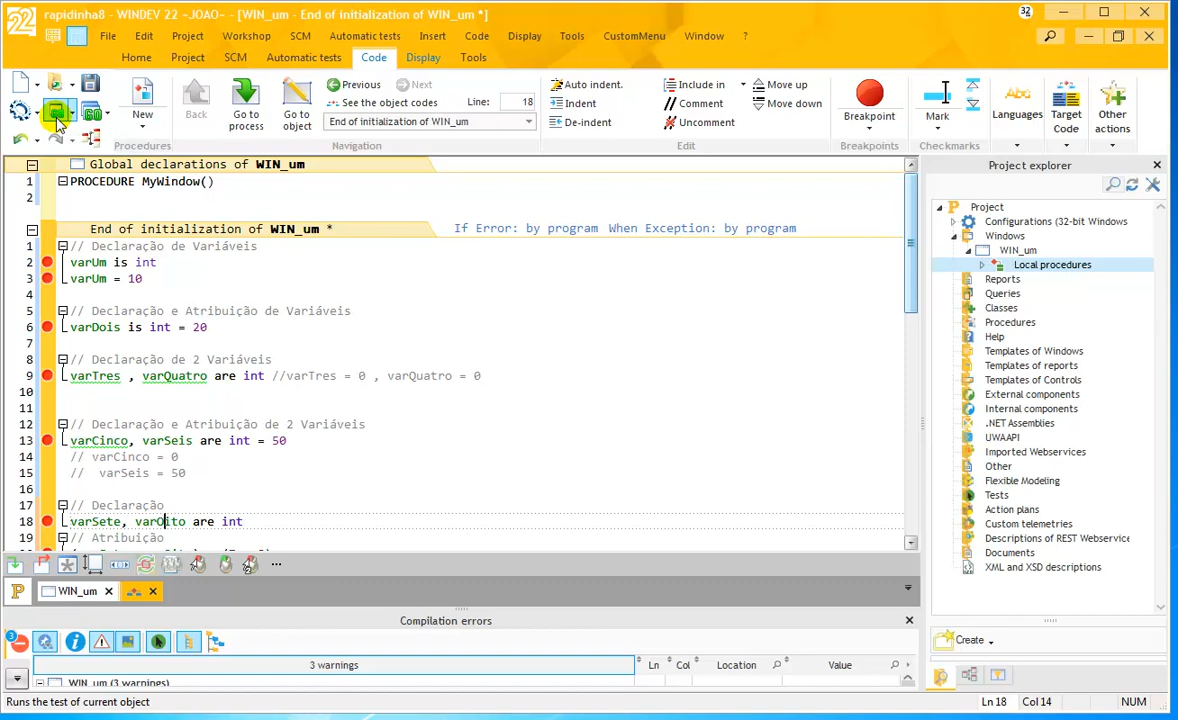 rapidinha8 - WINDEV 22 ~JOAO~ - [WIN_um - End of initialization of WIN_um *]
32
22
File Edit Project Workshop SCM Automatic tests Insert Code Display Tools CustomMenu Window ?
Home Project SCM Automatic tests Code Display Tools
New
Procedures
Back
Go to process
Go to object
Previous Next
See the object codes
Line: 18
End of initialization of WIN_um
Navigation
Auto indent.
Indent
De-indent
Include in
Comment
Uncomment
Move up
Move down
Edit
Breakpoint
Breakpoints
Mark
Checkmarks
Languages
Target Code
Other actions
Global declarations of WIN_um
1 PROCEDURE MyWindow()
2
End of initialization of WIN_um * If Error: by program When Exception: by program
1 // Declaração de Variáveis
2 varUm is int
3 varUm = 10
4
5 // Declaração e Atribuição de Variáveis
6 varDois is int = 20
7
8 // Declaração de 2 Variáveis
9 varTres , varQuatro are int //varTres = 0 , varQuatro = 0
10
11
12 // Declaração e Atribuição de 2 Variáveis
13 varCinco, varSeis are int = 50
14 // varCinco = 0
15 // varSeis = 50
16
17 // Declaração
18 varSete, varOito are int
19 // Atribuição
Project explorer
Project
Configurations (32-bit Windows
Windows
WIN_um
Local procedures
Reports
Queries
Classes
Procedures
Help
Templates of Windows
Templates of reports
Templates of Controls
External components
Internal components
.NET Assemblies
UWAAPI
Imported Webservices
Other
Flexible Modeling
Tests
Action plans
Custom telemetries
Descriptions of REST Webservice
Documents
XML and XSD descriptions
Create
WIN_um
Compilation errors
3
3 warnings Ln Col Location Value
WIN_um (3 warnings)
Runs the test of current object Ln 18 Col 14 NUM